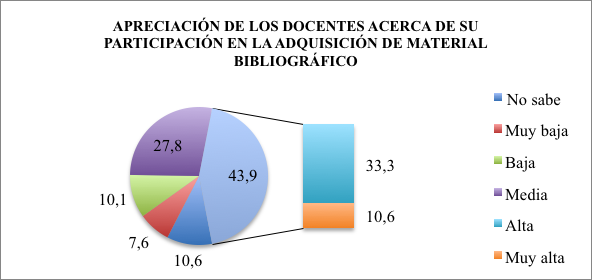 APRECIACIÓN DE LOS DOCENTES ACERCA DE SU
PARTICIPACIÓN EN LA ADQUISICIÓN DE MATERIAL
BIBLIOGRÁFICO
27,8
43,9
10,1
7,6
10,6
33,3
10,6
No sabe
Muy baja
Baja
Media
Alta
Muy alta